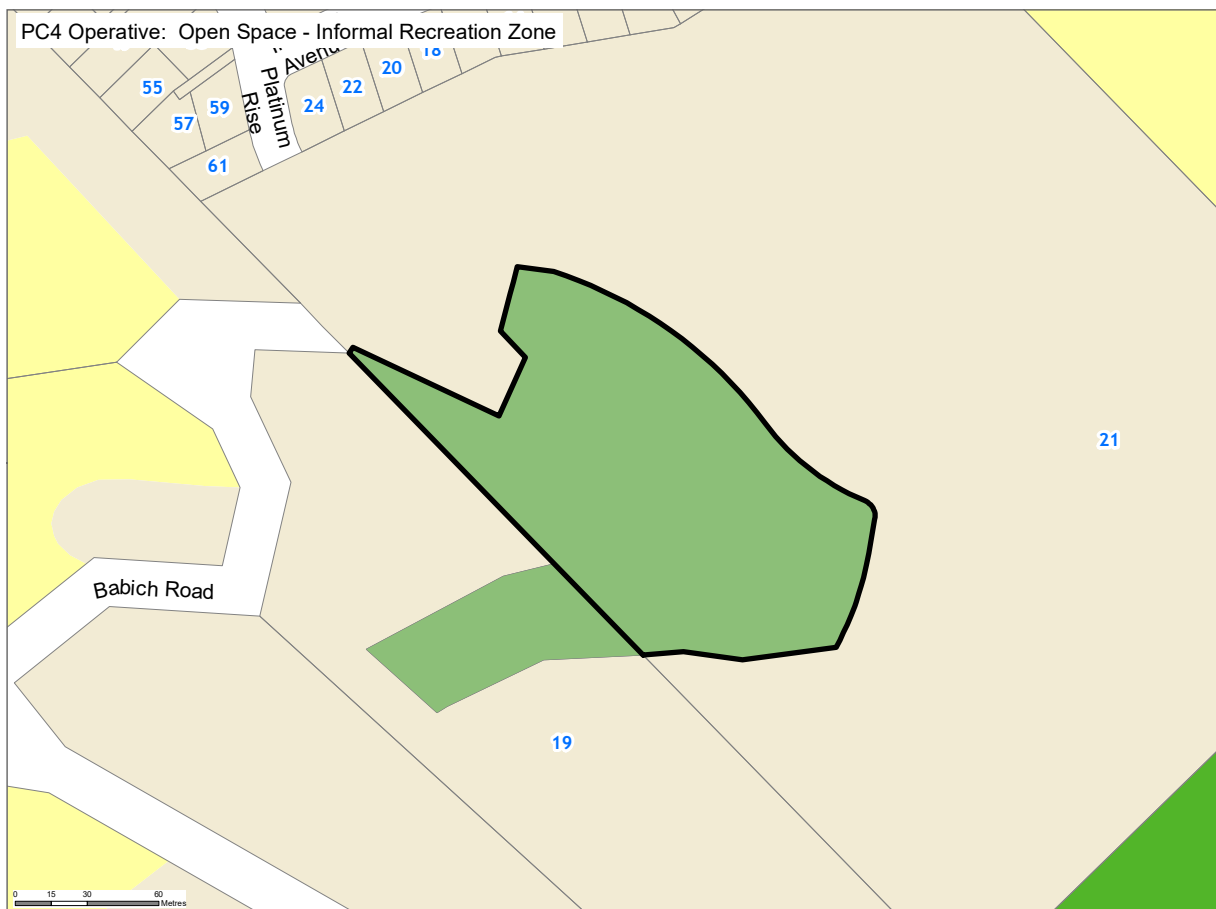 PC4 Operative: Open Space - Informal Recreation Zone
18
20
22
24
55
59
57
61
Platinum
Rise
21
Babich Road
19
0 15 30 60
Metres